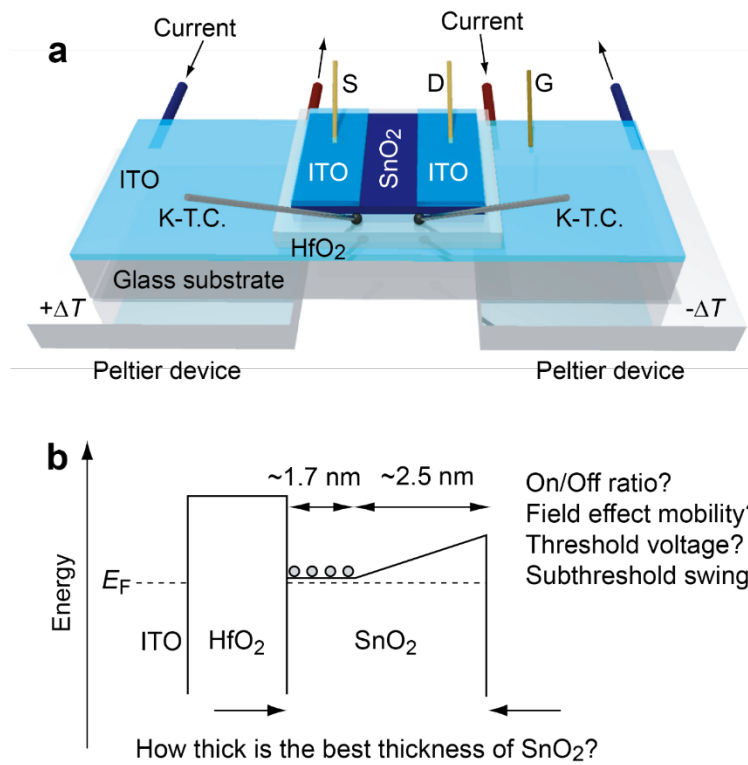 a
Current
Current
S
D
G
ITO
ITO
SnO₂
ITO
K-T.C.
K-T.C.
HfO₂
Glass substrate
+ΔT
-ΔT
Peltier device
Peltier device
b
~1.7 nm
~2.5 nm
On/Off ratio?
Field effect mobility?
Threshold voltage?
Subthreshold swing
Energy
E_F
ITO
HfO₂
SnO₂
How thick is the best thickness of SnO₂?